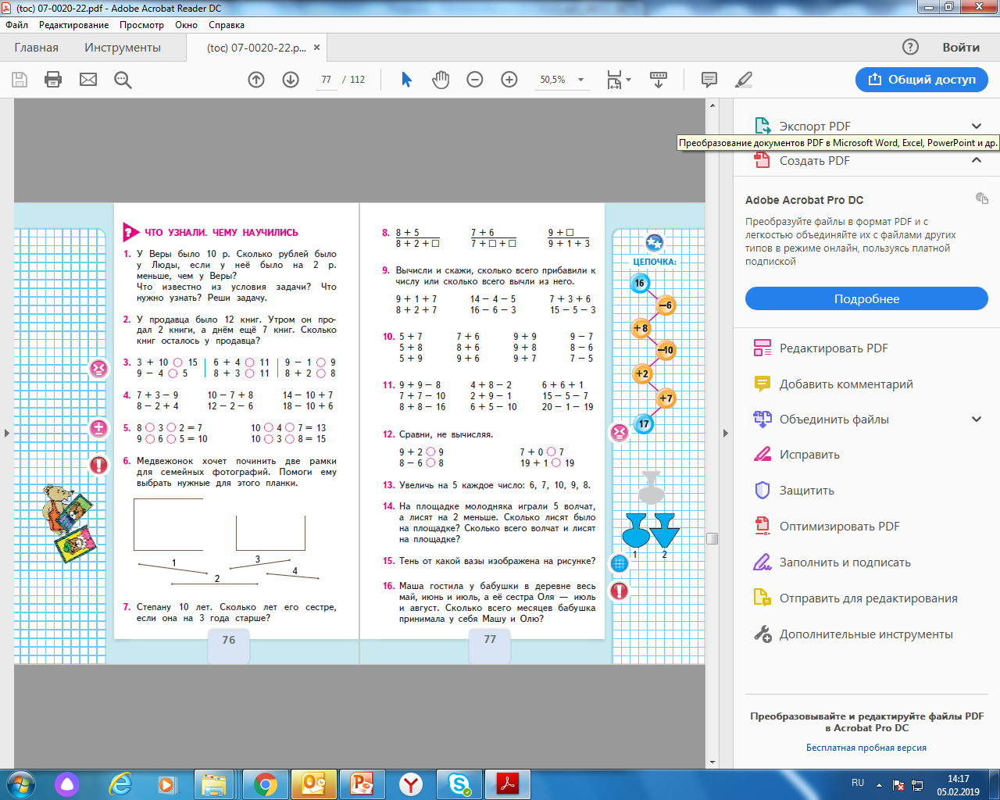 (toc) 07-0020-22.pdf - Adobe Acrobat Reader DC
Файл Редактирование Просмотр Окно Справка
Главная Инструменты (toc) 07-0020-22.p... × Войти
77 / 112 50,5% Общий доступ
Экспорт PDF
Преобразование документов PDF в Microsoft Word, Excel, PowerPoint и др.
Создать PDF
Adobe Acrobat Pro DC
Преобразуйте файлы в формат PDF и с
легкостью объединяйте их с файлами других
типов в режиме онлайн, пользуясь платной
подпиской
Подробнее
Редактировать PDF
Добавить комментарий
Объединить файлы
Исправить
Защитить
Оптимизировать PDF
Заполнить и подписать
Отправить для редактирования
Дополнительные инструменты
Преобразовывайте и редактируйте файлы PDF
в Acrobat Pro DC
Бесплатная пробная версия
? ЧТО УЗНАЛИ. ЧЕМУ НАУЧИЛИСЬ
1. У Веры было 10 р. Сколько рублей было
у Люды, если у неё было на 2 р.
меньше, чем у Веры?
Что известно из условия задачи? Что
нужно узнать? Реши задачу.
2. У продавца было 12 книг. Утром он про-
дал 2 книги, а днём ещё 7 книг. Сколько
книг осталось у продавца?
3. 3 + 10 ○ 15 6 + 4 ○ 11 9 − 1 ○ 9
9 − 4 ○ 5 8 + 3 ○ 11 8 + 2 ○ 8
4. 7 + 3 − 9 10 − 7 + 8 14 − 10 + 7
8 − 2 + 4 12 − 2 − 6 18 − 10 + 6
5. 8 ○ 3 ○ 2 = 7 10 ○ 4 ○ 7 = 13
9 ○ 6 ○ 5 = 10 10 ○ 3 ○ 8 = 15
6. Медвежонок хочет починить две рамки
для семейных фотографий. Помоги ему
выбрать нужные для этого планки.
1
2
3
4
7. Степану 10 лет. Сколько лет его сестре,
если она на 3 года старше?
76
8. 8 + 5 7 + 6 9 + □
8 + 2 + □ 7 + □ + □ 9 + 1 + 3
9. Вычисли и скажи, сколько всего прибавили к
числу или сколько всего вычли из него.
9 + 1 + 7 14 − 4 − 5 7 + 3 + 6
8 + 2 + 7 16 − 6 − 3 15 − 5 − 3
10. 5 + 7 7 + 6 9 + 9 9 − 7
5 + 8 8 + 6 9 + 8 8 − 6
5 + 9 9 + 6 9 + 7 7 − 5
11. 9 + 9 − 8 4 + 8 − 2 6 + 6 + 1
7 + 7 − 10 2 + 9 − 1 15 − 5 − 7
8 + 8 − 16 6 + 5 − 10 20 − 1 − 19
12. Сравни, не вычисляя.
9 + 2 ○ 9 7 + 0 ○ 7
8 − 6 ○ 8 19 + 1 ○ 19
13. Увеличь на 5 каждое число: 6, 7, 10, 9, 8.
14. На площадке молодняка играли 5 волчат,
а лисят на 2 меньше. Сколько лисят было
на площадке? Сколько всего волчат и лисят
на площадке?
15. Тень от какой вазы изображена на рисунке?
16. Маша гостила у бабушки в деревне весь
май, июнь и июль, а её сестра Оля — июль
и август. Сколько всего месяцев бабушка
принимала у себя Машу и Олю?
77
ЦЕПОЧКА:
16
−6
+8
−10
+2
+7
17
1 2
RU 14:17
05.02.2019